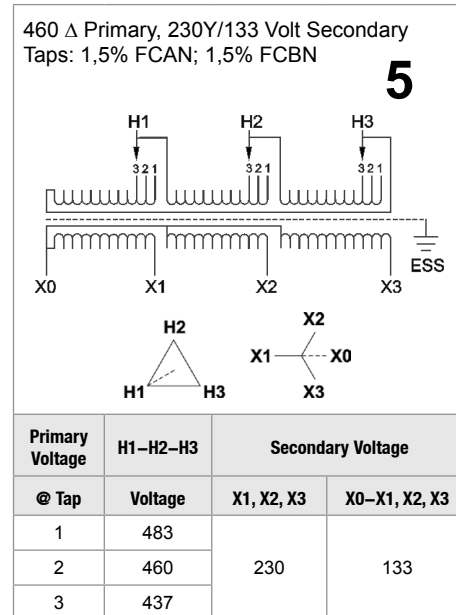 460 Δ Primary, 230Y/133 Volt Secondary
Taps: 1,5% FCAN; 1,5% FCBN
5
H1 H2 H3
3 2 1 3 2 1 3 2 1
ESS
X0 X1 X2 X3
H2
H1 H3
X2
X1 X0
X3
Primary Voltage H1–H2–H3 Secondary Voltage
@ Tap Voltage X1, X2, X3 X0–X1, X2, X3
1 483
2 460 230 133
3 437